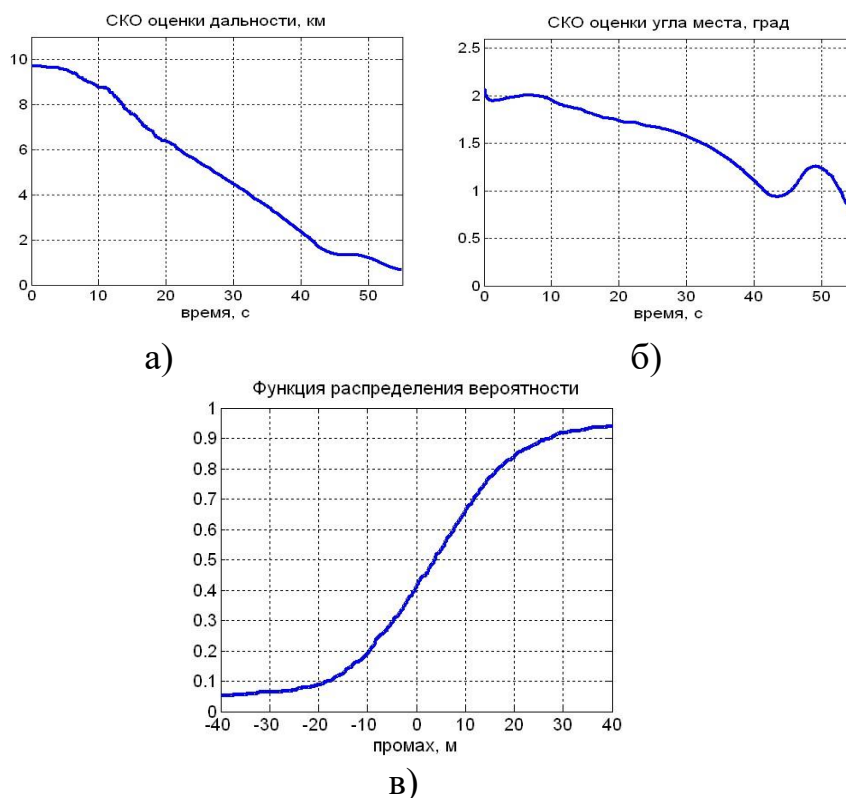 СКО оценки дальности, км
10
8
6
4
2
0
0 10 20 30 40 50
время, с
а)
СКО оценки угла места, град
2.5
2
1.5
1
0.5
0
0 10 20 30 40 50
время, с
б)
Функция распределения вероятности
1
0.9
0.8
0.7
0.6
0.5
0.4
0.3
0.2
0.1
0
-40 -30 -20 -10 0 10 20 30 40
промах, м
в)